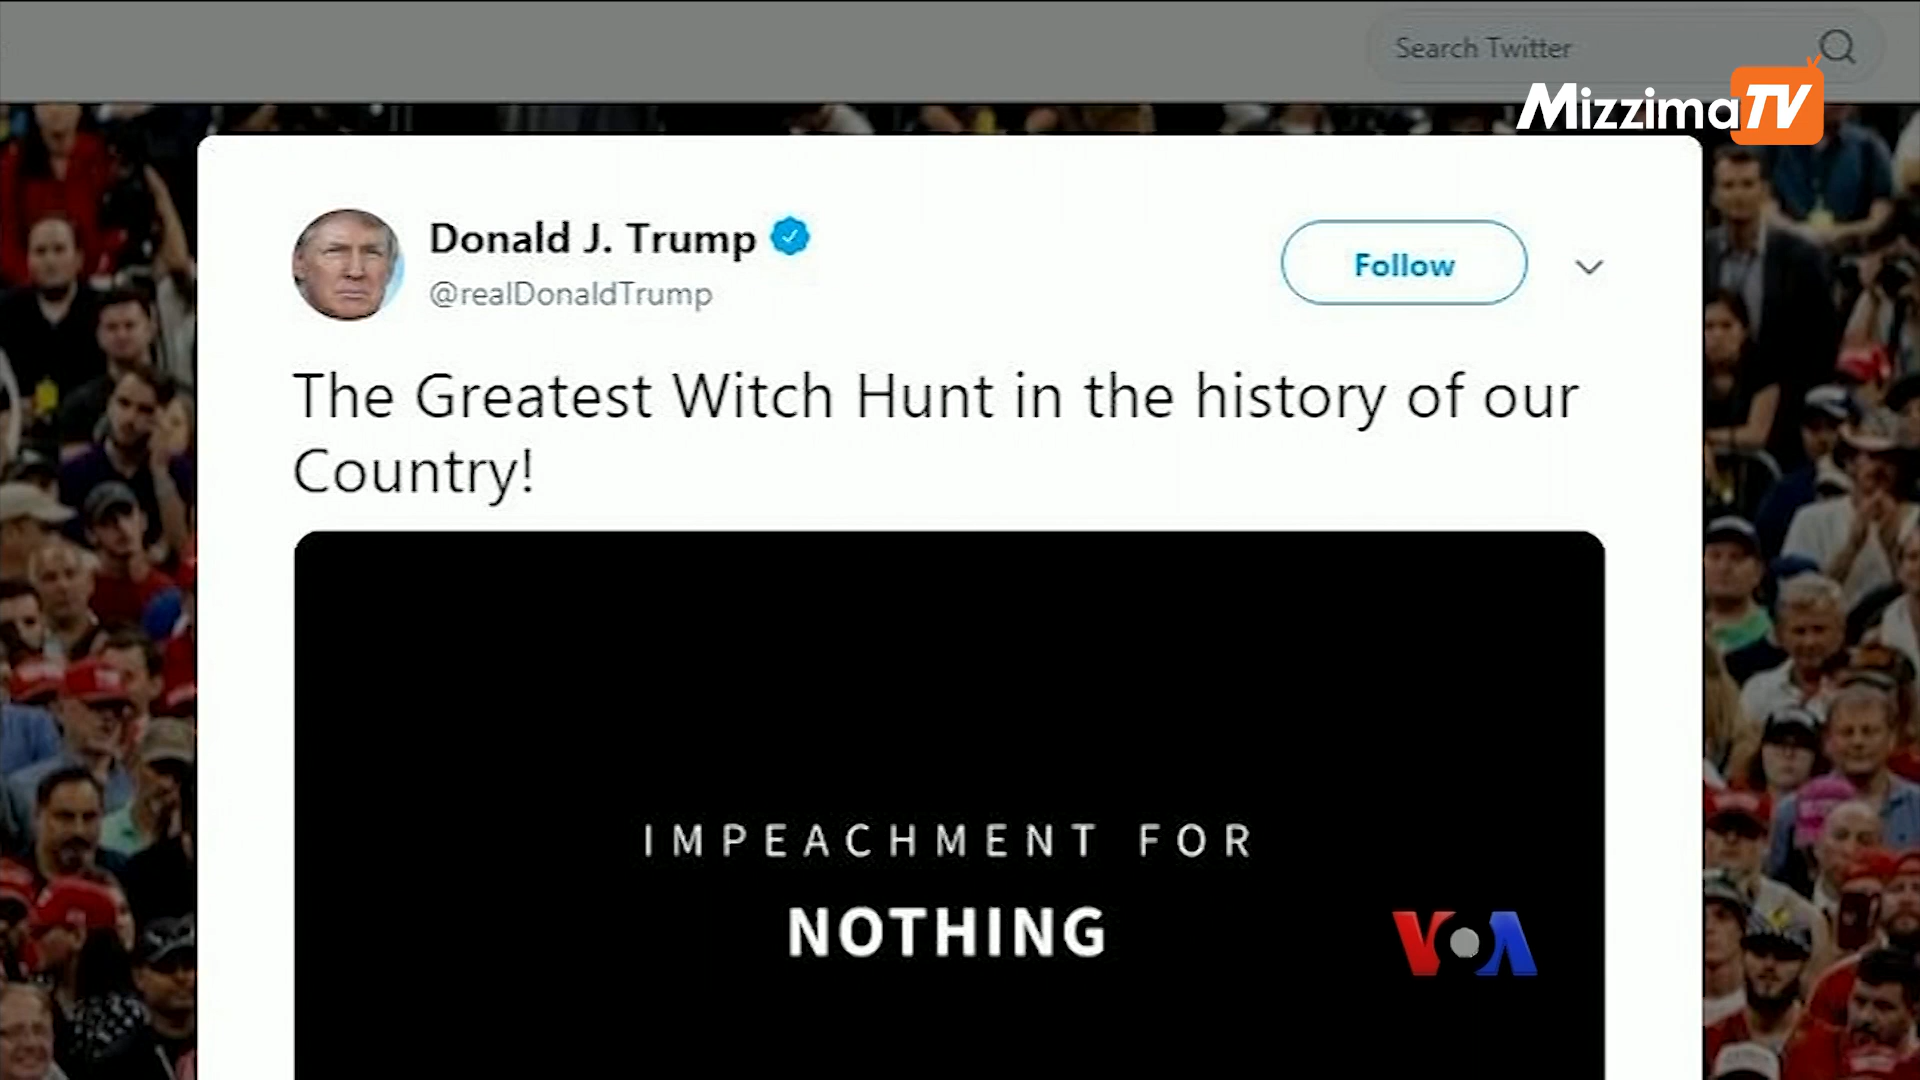 Search Twitter
MizzimaTV
Donald J. Trump
@realDonaldTrump
Follow
The Greatest Witch Hunt in the history of our
Country!
IMPEACHMENT FOR
NOTHING
VOA